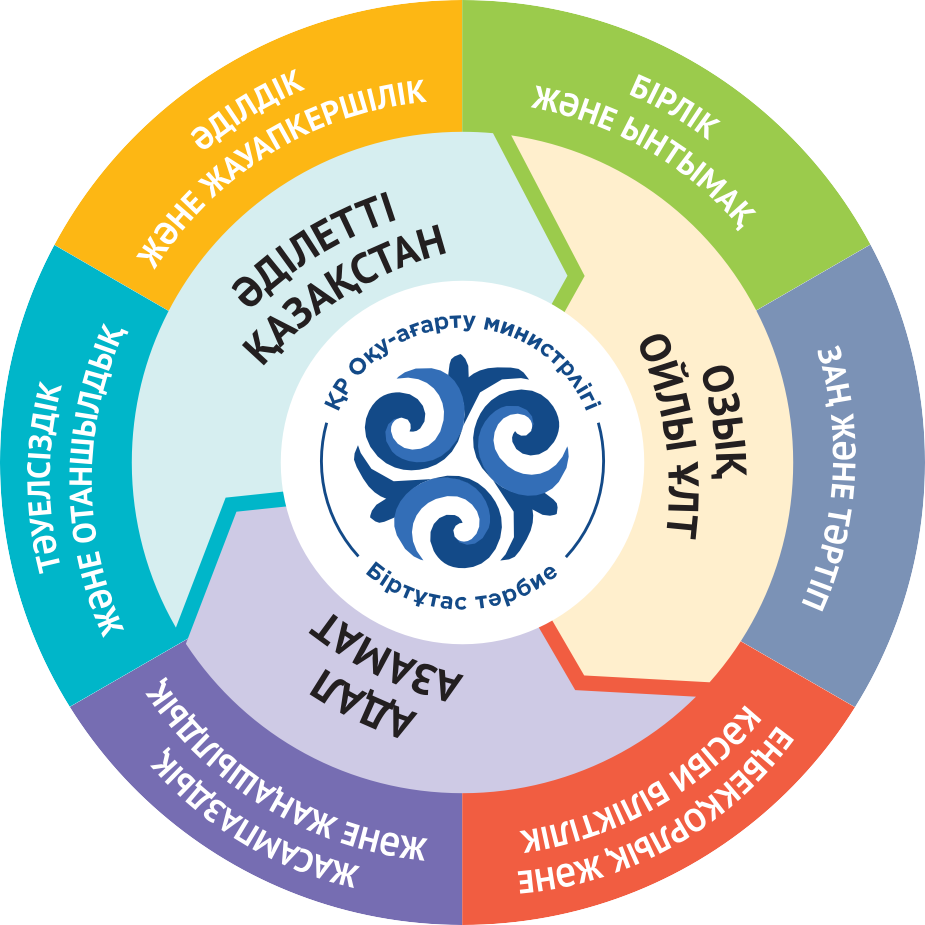 ӘДІЛДІК
ЖӘНЕ ЖАУАПКЕРШІЛІК
БІРЛІК
ЖӘНЕ ЫНТЫМАҚ
ЗАҢ ЖӘНЕ ТӘРТІП
ЕҢБЕКҚОРЛЫҚ ЖӘНЕ
КӘСІБИ БІЛІКТІЛІК
ЖАСАМПАЗДЫҚ
ЖӘНЕ ЖАҢАШЫЛДЫҚ
ТӘУЕЛСІЗДІК
ЖӘНЕ ОТАНШЫЛДЫҚ
ӘДІЛЕТТІ
ҚАЗАҚСТАН
ОЗЫҚ
ОЙЛЫ ҰЛТ
АДАЛ
АЗАМАТ
ҚР Оқу-ағарту министрлігі
Біртұтас тәрбие